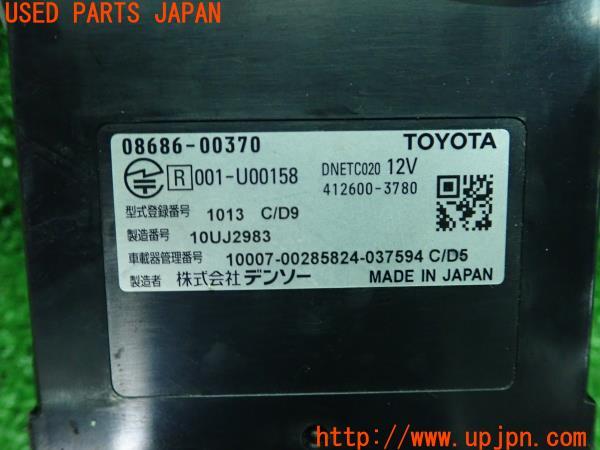 USED PARTS JAPAN
08686-00370
TOYOTA
R 001-U00158
DNETC020 12V
412600-3780
型式登録番号 1013 C/D9
製造番号 10UJ2983
車載器管理番号 10007-00285824-037594 C/D5
製造者 株式会社デンソー MADE IN JAPAN
http://www.upjpn.com